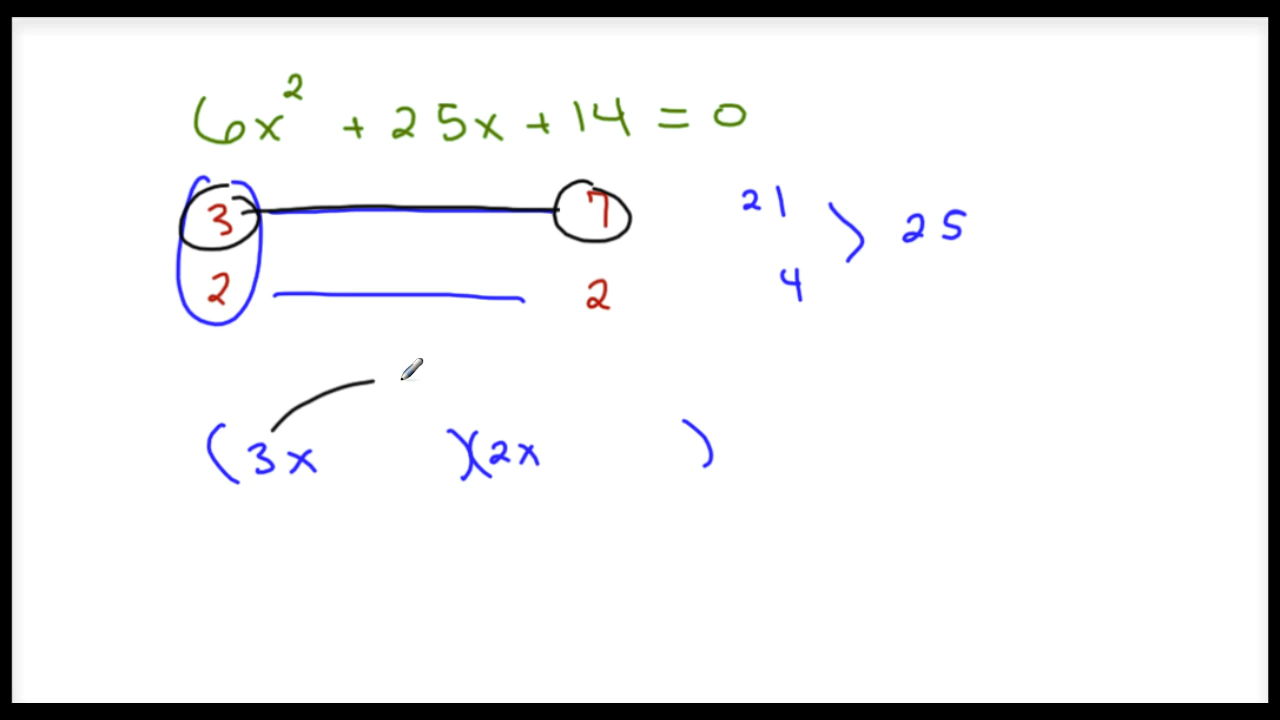 6x² + 25x + 14 = 0
3 7 21
2 2 4 > 25
(3x )(2x )